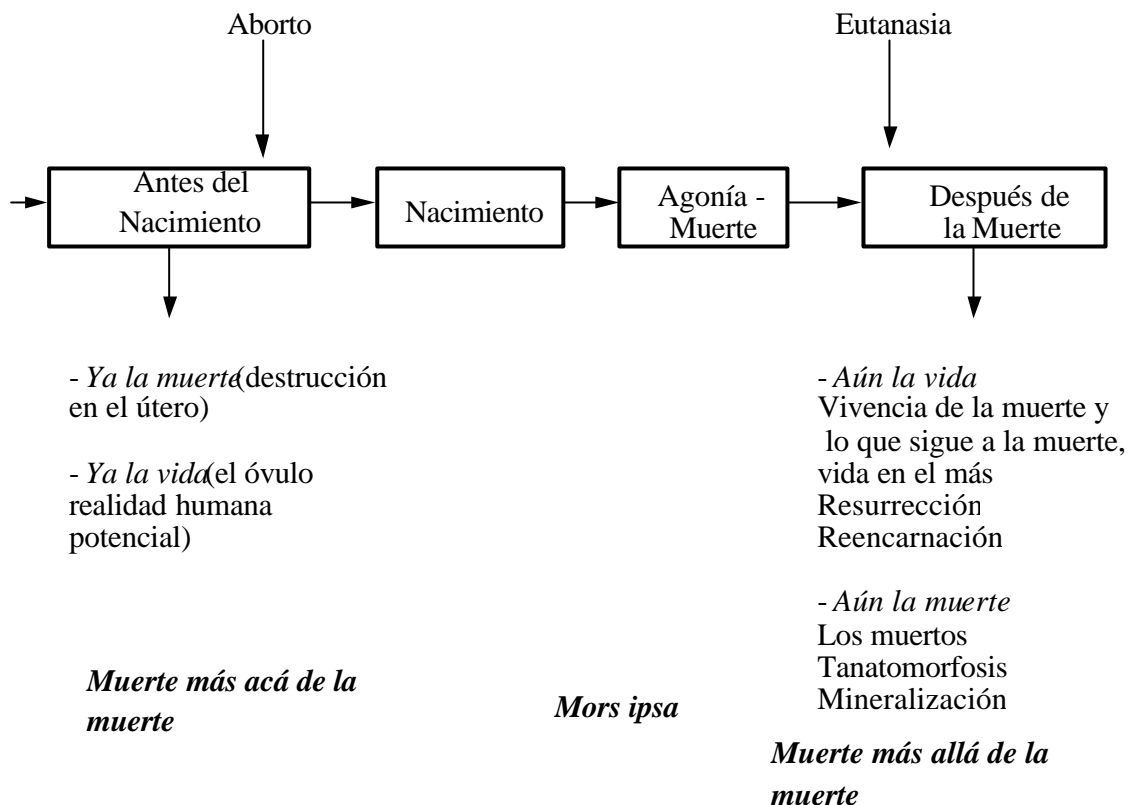 Aborto
Eutanasia
Antes del
Nacimiento
Nacimiento
Agonía -
Muerte
Después de
la Muerte
- Ya la muerte(destrucción
en el útero)
- Ya la vida(el óvulo
realidad humana
potencial)
- Aún la vida
Vivencia de la muerte y
lo que sigue a la muerte,
vida en el más
Resurrección
Reencarnación
- Aún la muerte
Los muertos
Tanatomorfosis
Mineralización
Muerte más acá de la
muerte
Mors ipsa
Muerte más allá de la
muerte